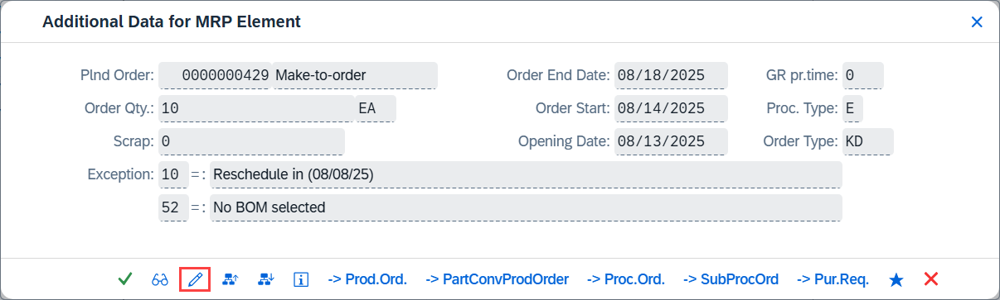 Additional Data for MRP Element
Plnd Order: 0000000429 Make-to-order Order End Date: 08/18/2025 GR pr.time: 0
Order Qty.: 10 EA Order Start: 08/14/2025 Proc. Type: E
Scrap: 0 Opening Date: 08/13/2025 Order Type: KD
Exception: 10 =: Reschedule in (08/08/25)
52 =: No BOM selected
-> Prod.Ord. -> PartConvProdOrder -> Proc.Ord. -> SubProcOrd -> Pur.Req.